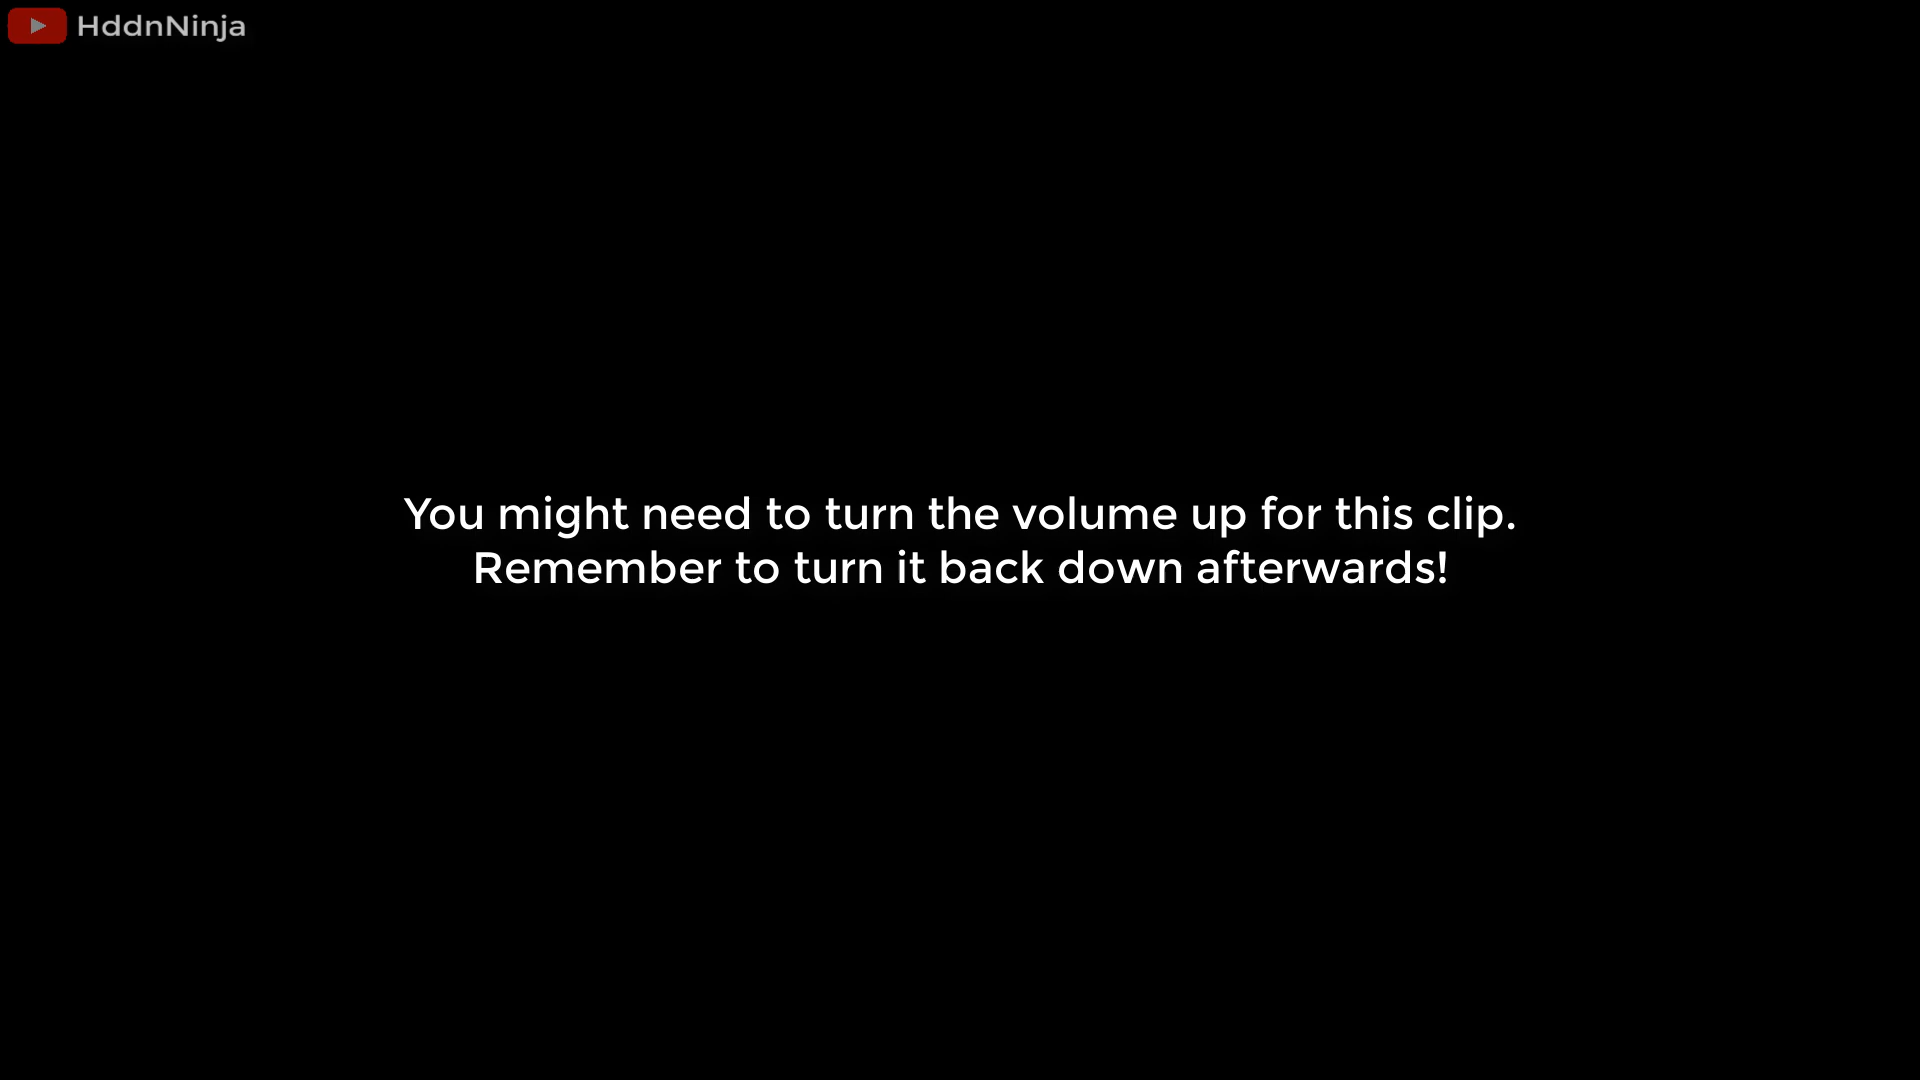 HddnNinja
You might need to turn the volume up for this clip.
Remember to turn it back down afterwards!